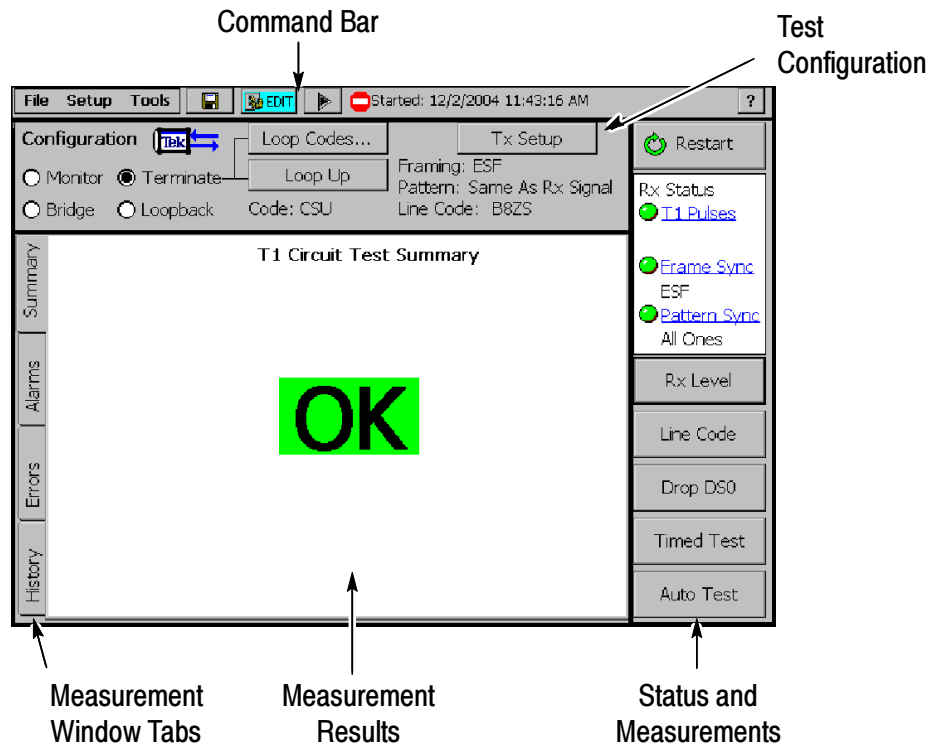 Command Bar
Test
Configuration
File Setup Tools EDIT Started: 12/2/2004 11:43:16 AM ?
Configuration Tek Loop Codes... Tx Setup Restart
Monitor Terminate Loop Up Framing: ESF
Pattern: Same As Rx Signal
Bridge Loopback Code: CSU Line Code: B8ZS
Rx Status
T1 Pulses
Frame Sync
ESF
Pattern Sync
All Ones
Summary
Alarms
Errors
History
T1 Circuit Test Summary
OK
Rx Level
Line Code
Drop DS0
Timed Test
Auto Test
Measurement
Window Tabs
Measurement
Results
Status and
Measurements